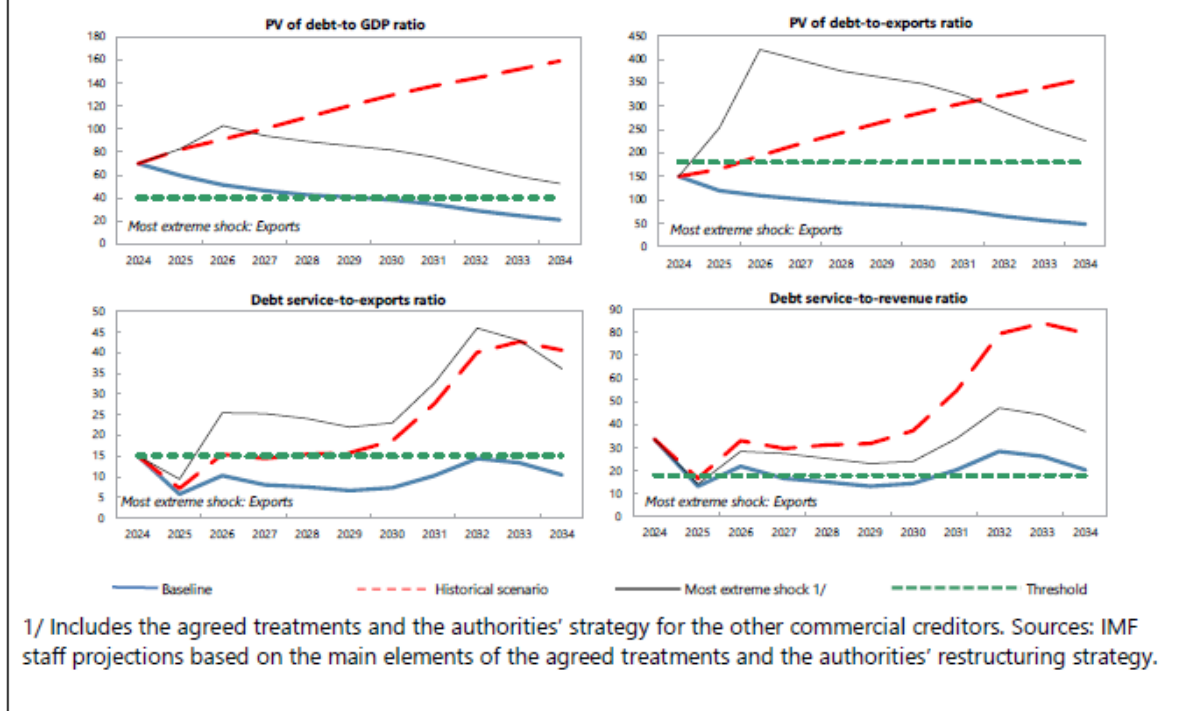 PV of debt-to GDP ratio
180
160
140
120
100
80
60
40
20
0
Most extreme shock: Exports
2024 2025 2026 2027 2028 2029 2030 2031 2032 2033 2034
PV of debt-to-exports ratio
450
400
350
300
250
200
150
100
50
0
Most extreme shock: Exports
2024 2025 2026 2027 2028 2029 2030 2031 2032 2033 2034
Debt service-to-exports ratio
50
45
40
35
30
25
20
15
10
5
0
Most extreme shock: Exports
2024 2025 2026 2027 2028 2029 2030 2031 2032 2033 2034
Debt service-to-revenue ratio
90
80
70
60
50
40
30
20
10
0
Most extreme shock: Exports
2024 2025 2026 2027 2028 2029 2030 2031 2032 2033 2034
Baseline Historical scenario Most extreme shock 1/ Threshold
1/ Includes the agreed treatments and the authorities’ strategy for the other commercial creditors. Sources: IMF
staff projections based on the main elements of the agreed treatments and the authorities’ restructuring strategy.